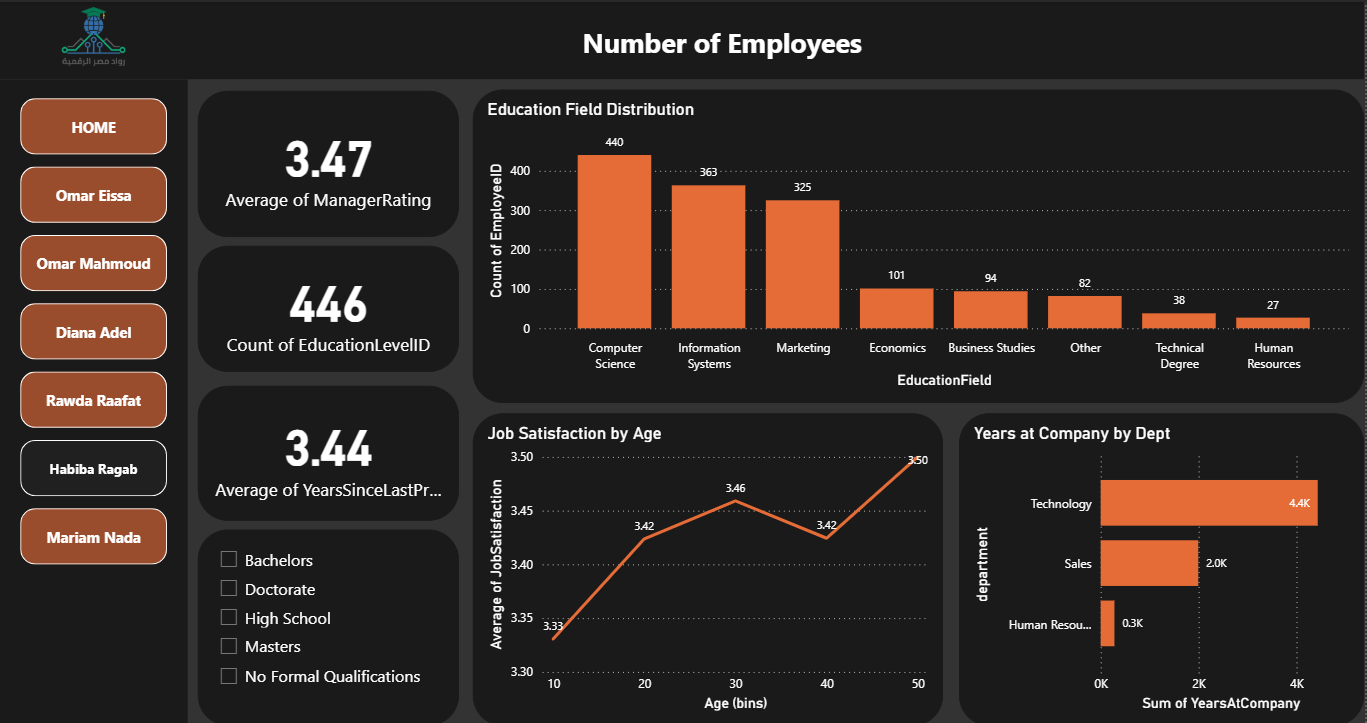 رواد مصر الرقمية
Number of Employees
HOME
Omar Eissa
Omar Mahmoud
Diana Adel
Rawda Raafat
Habiba Ragab
Mariam Nada
3.47
Average of ManagerRating
446
Count of EducationLevelID
3.44
Average of YearsSinceLastPr...
Bachelors
Doctorate
High School
Masters
No Formal Qualifications
Education Field Distribution
Count of EmployeeID
400
300
200
100
0
440
363
325
101
94
82
38
27
Computer
Science
Information
Systems
Marketing
Economics
Business Studies
Other
Technical
Degree
Human
Resources
EducationField
Job Satisfaction by Age
Average of JobSatisfaction
3.50
3.45
3.40
3.35
3.30
3.33
3.42
3.46
3.42
3.50
10
20
30
40
50
Age (bins)
Years at Company by Dept
department
Technology
4.4K
Sales
2.0K
Human Resou...
0.3K
0K
2K
4K
Sum of YearsAtCompany